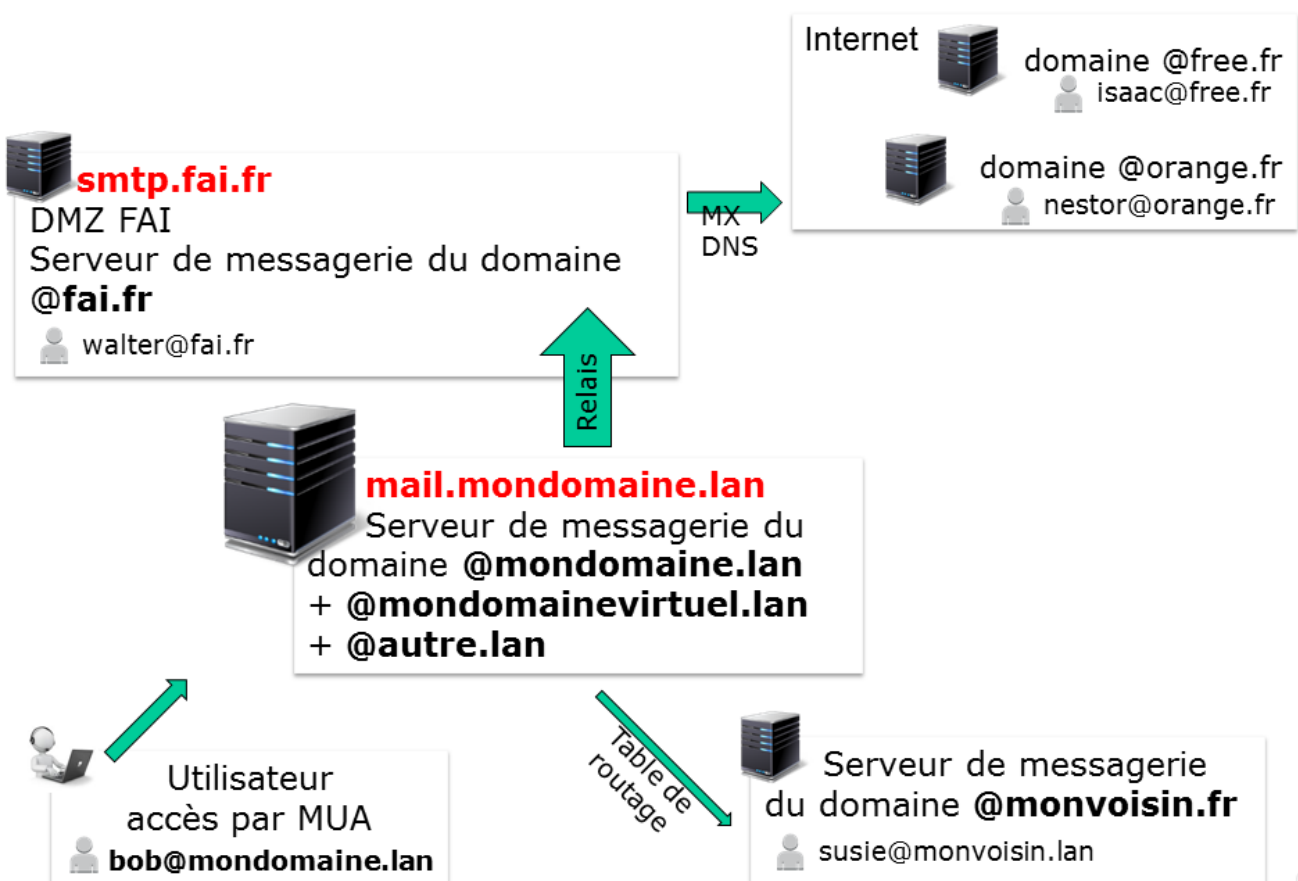 Internet
domaine @free.fr
isaac@free.fr
domaine @orange.fr
nestor@orange.fr
smtp.fai.fr
DMZ FAI
Serveur de messagerie du domaine
@fai.fr
walter@fai.fr
MX
DNS
Relais
mail.mondomaine.lan
Serveur de messagerie du
domaine @mondomaine.lan
+ @mondomainevirtuel.lan
+ @autre.lan
Utilisateur
accès par MUA
bob@mondomaine.lan
Table de
routage
Serveur de messagerie
du domaine @monvoisin.fr
susie@monvoisin.lan